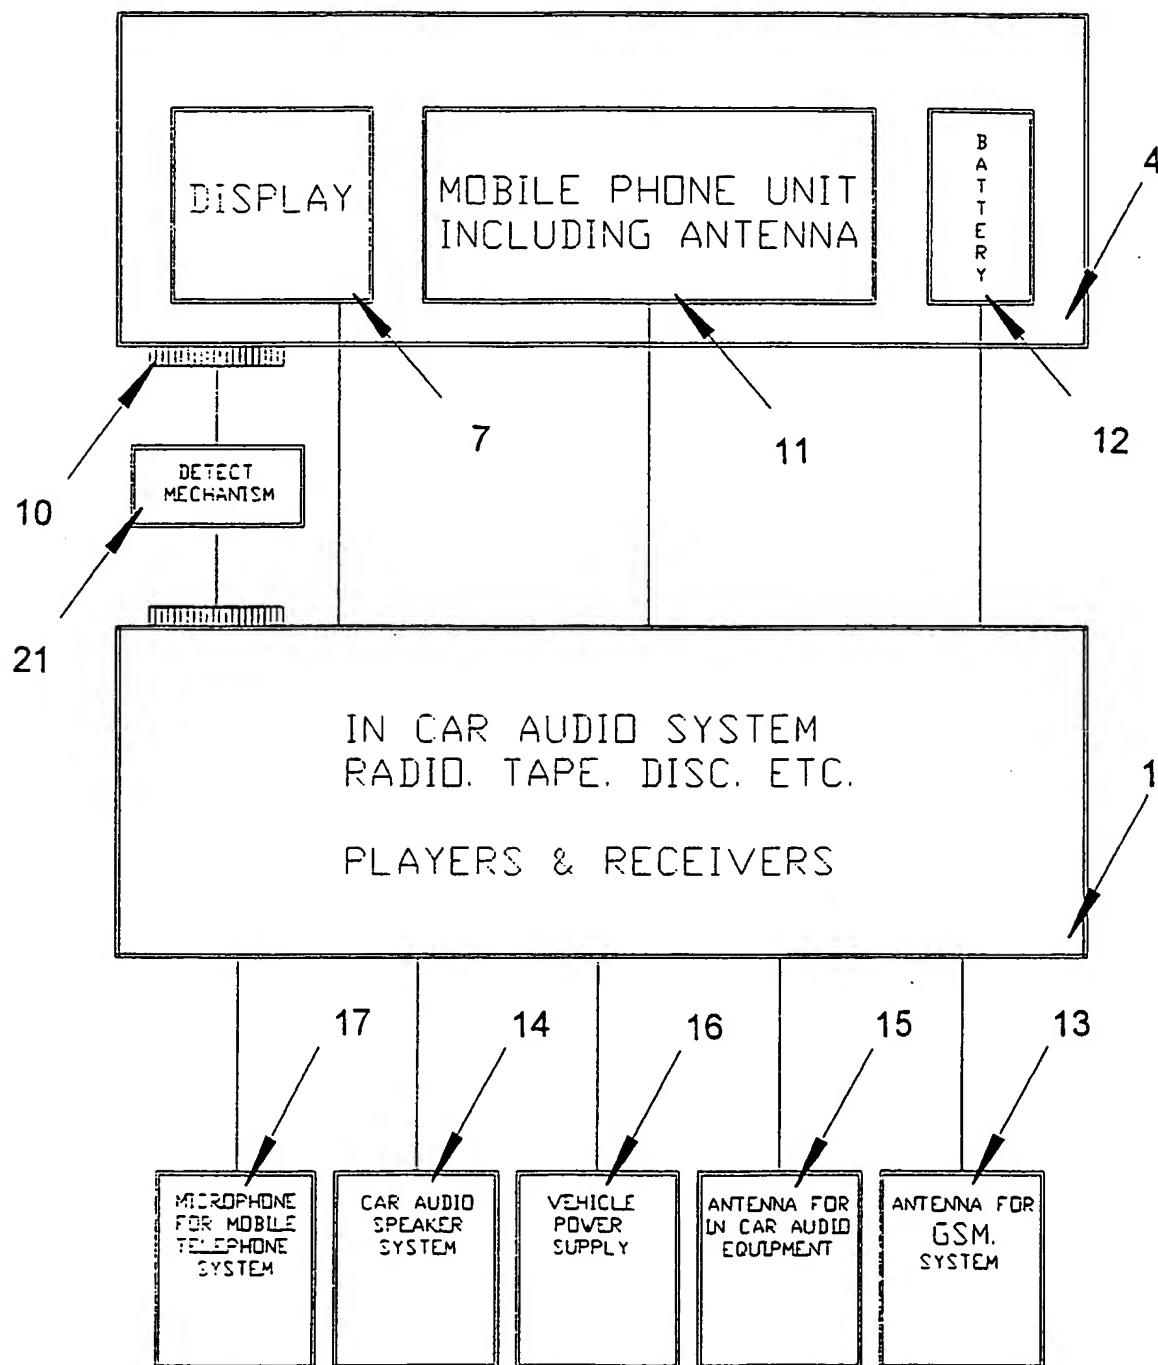 DISPLAY
MOBILE PHONE UNIT
INCLUDING ANTENNA
BATTERY
4
7
11
12
10
DETECT
MECHANISM
21
IN CAR AUDIO SYSTEM
RADIO. TAPE. DISC. ETC.
PLAYERS & RECEIVERS
1
17
14
16
15
13
MICROPHONE
FOR MOBILE
TELEPHONE
SYSTEM
CAR AUDIO
SPEAKER
SYSTEM
VEHICLE
POWER
SUPPLY
ANTENNA FOR
IN CAR AUDIO
EQUIPMENT
ANTENNA FOR
GSM.
SYSTEM